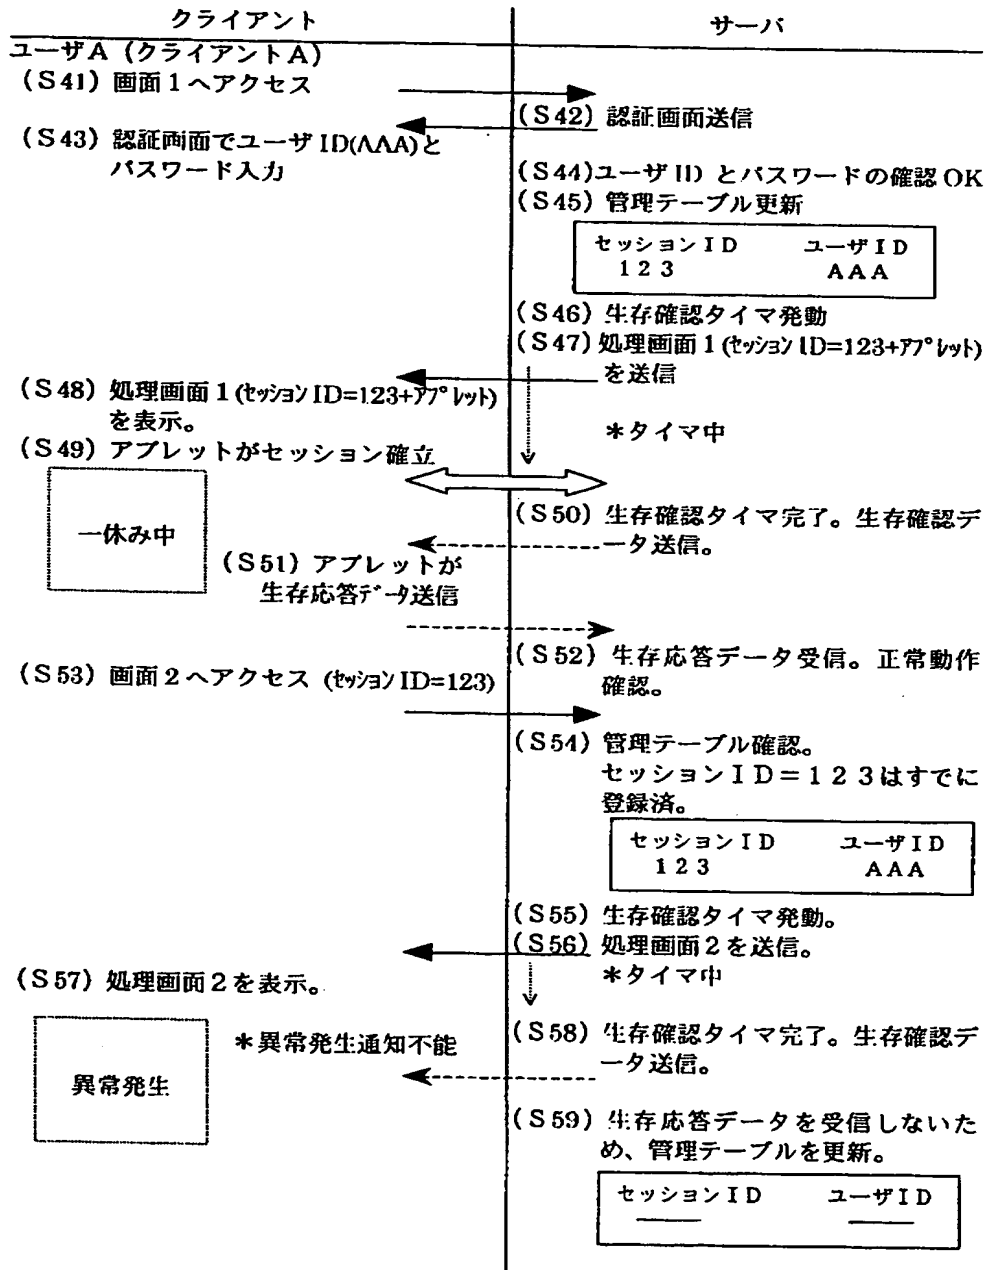 クライアント
サーバ
ユーザA（クライアントA）
（S41）画面1へアクセス
（S42）認証画面送信
（S43）認証画面でユーザID(AAA)と
パスワード入力
（S44)ユーザIDとパスワードの確認OK
（S45）管理テーブル更新
セッションID ユーザID
123 AAA
（S46）生存確認タイマ発動
（S47）処理画面1(セッションID=123+アプレット)
を送信
（S48）処理画面1(セッションID=123+アプレット)
を表示。
＊タイマ中
（S49）アプレットがセッション確立
一休み中
（S50）生存確認タイマ完了。生存確認デ
ータ送信。
（S51）アプレットが
生存応答データ送信
（S52）生存応答データ受信。正常動作
確認。
（S53）画面2へアクセス (セッションID=123)
（S54）管理テーブル確認。
セッションID＝123はすでに
登録済。
セッションID ユーザID
123 AAA
（S55）生存確認タイマ発動。
（S56）処理画面2を送信。
＊タイマ中
（S57）処理画面2を表示。
＊異常発生通知不能
異常発生
（S58）生存確認タイマ完了。生存確認デ
ータ送信。
（S59）生存応答データを受信しないた
め、管理テーブルを更新。
セッションID ユーザID